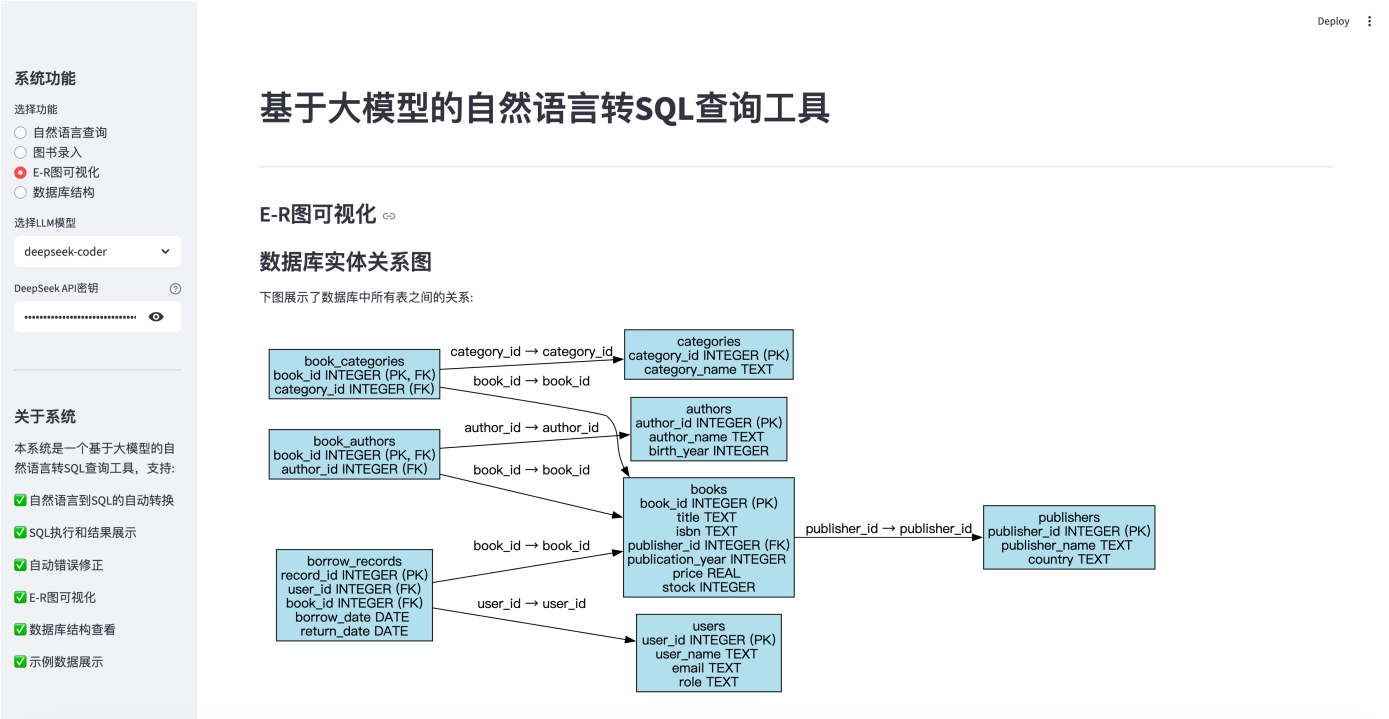 Deploy
系统功能
选择功能
自然语言查询
图书录入
E-R图可视化
数据库结构
选择LLM模型
deepseek-coder
DeepSeek API密钥
关于系统
本系统是一个基于大模型的自
然语言转SQL查询工具，支持:
✅ 自然语言到SQL的自动转换
✅ SQL执行和结果展示
✅ 自动错误修正
✅ E-R图可视化
✅ 数据库结构查看
✅ 示例数据展示
基于大模型的自然语言转SQL查询工具
E-R图可视化
数据库实体关系图
下图展示了数据库中所有表之间的关系:
book_categories
book_id INTEGER (PK, FK)
category_id INTEGER (FK)
category_id → category_id
book_id → book_id
categories
category_id INTEGER (PK)
category_name TEXT
book_authors
book_id INTEGER (PK, FK)
author_id INTEGER (FK)
author_id → author_id
book_id → book_id
authors
author_id INTEGER (PK)
author_name TEXT
birth_year INTEGER
books
book_id INTEGER (PK)
title TEXT
isbn TEXT
publisher_id INTEGER (FK)
publication_year INTEGER
price REAL
stock INTEGER
publisher_id → publisher_id
publishers
publisher_id INTEGER (PK)
publisher_name TEXT
country TEXT
borrow_records
record_id INTEGER (PK)
user_id INTEGER (FK)
book_id INTEGER (FK)
borrow_date DATE
return_date DATE
book_id → book_id
user_id → user_id
users
user_id INTEGER (PK)
user_name TEXT
email TEXT
role TEXT